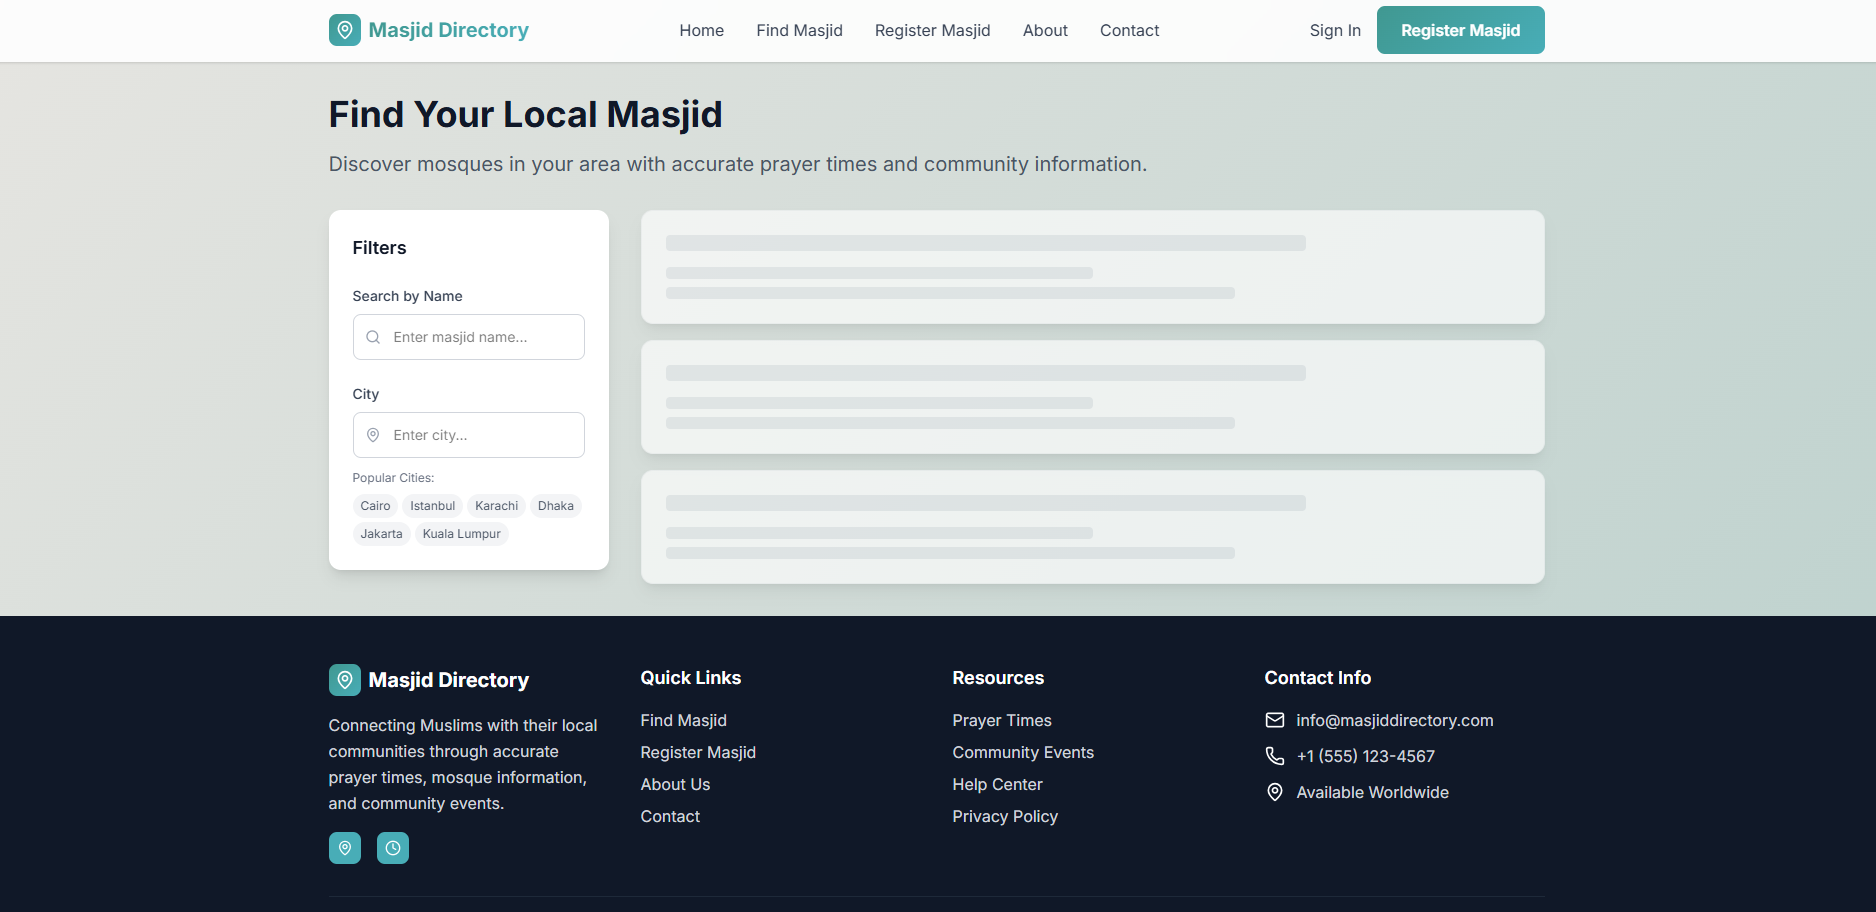 Masjid Directory
Home
Find Masjid
Register Masjid
About
Contact
Sign In
Register Masjid
Find Your Local Masjid
Discover mosques in your area with accurate prayer times and community information.
Filters
Search by Name
Enter masjid name...
City
Enter city...
Popular Cities:
Cairo
Istanbul
Karachi
Dhaka
Jakarta
Kuala Lumpur
Masjid Directory
Connecting Muslims with their local
communities through accurate
prayer times, mosque information,
and community events.
Quick Links
Find Masjid
Register Masjid
About Us
Contact
Resources
Prayer Times
Community Events
Help Center
Privacy Policy
Contact Info
info@masjiddirectory.com
+1 (555) 123-4567
Available Worldwide